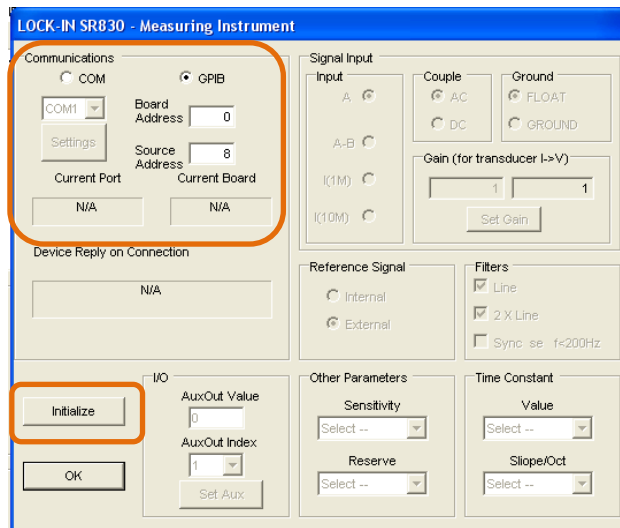 LOCK-IN SR830 - Measuring Instrument
Communications
COM
GPIB
COM1
Board
Address
0
Settings
Source
Address
8
Current Port
Current Board
N/A
N/A
Device Reply on Connection
N/A
Initialize
OK
I/O
AuxOut Value
0
AuxOut Index
1
Set Aux
Signal Input
Input
A
A-B
I(1M)
I(10M)
Couple
AC
DC
Ground
FLOAT
GROUND
Gain (for transducer I->V)
1
1
Set Gain
Reference Signal
Internal
External
Filters
Line
2 X Line
Sync se f<200Hz
Other Parameters
Sensitivity
Select --
Reserve
Select --
Time Constant
Value
Select --
Sliope/Oct
Select --